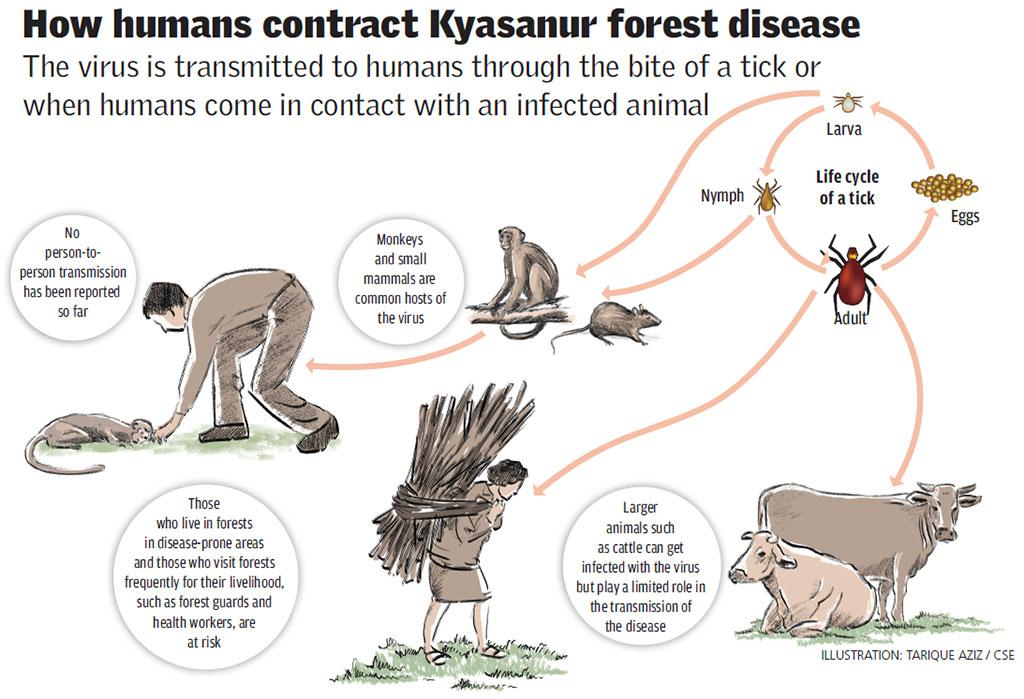 How humans contract Kyasanur forest disease
The virus is transmitted to humans through the bite of a tick or
when humans come in contact with an infected animal
Larva
Nymph
Life cycle
of a tick
Eggs
Adult
No
person-to-
person transmission
has been reported
so far
Monkeys
and small
mammals are
common hosts of
the virus
Those
who live in forests
in disease-prone areas
and those who visit forests
frequently for their livelihood,
such as forest guards and
health workers, are
at risk
Larger
animals such
as cattle can get
infected with the virus
but play a limited role in
the transmission of
the disease
ILLUSTRATION: TARIQUE AZIZ / CSE